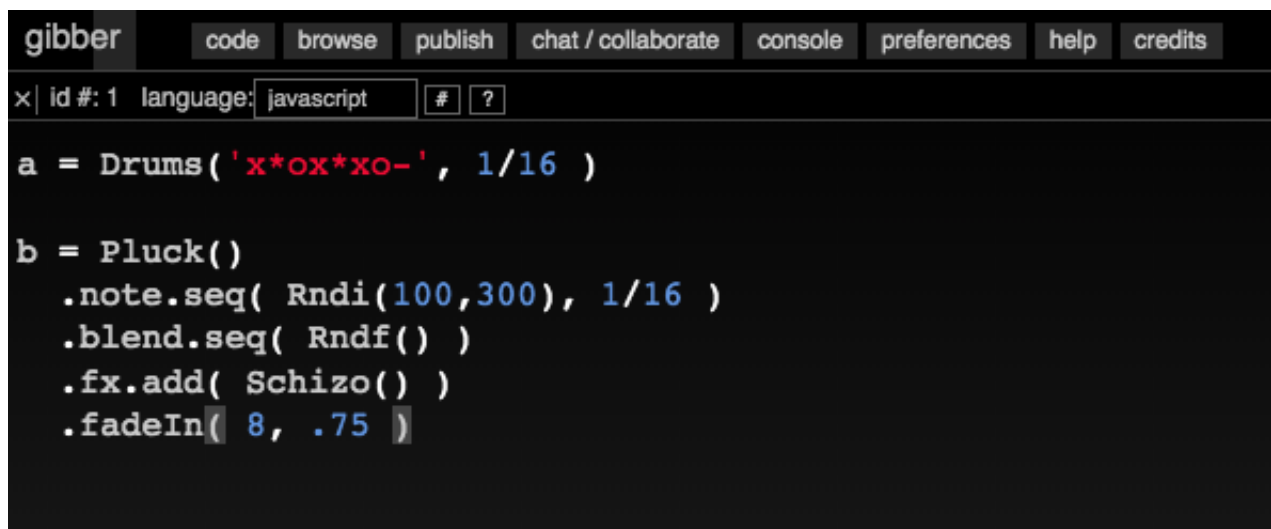 gibber code browse publish chat / collaborate console preferences help credits
×| id #: 1 language: javascript # ?
a = Drums('x*ox*xo-', 1/16 )
b = Pluck()
.note.seq( Rndi(100,300), 1/16 )
.blend.seq( Rndf() )
.fx.add( Schizo() )
.fadeIn( 8, .75 )